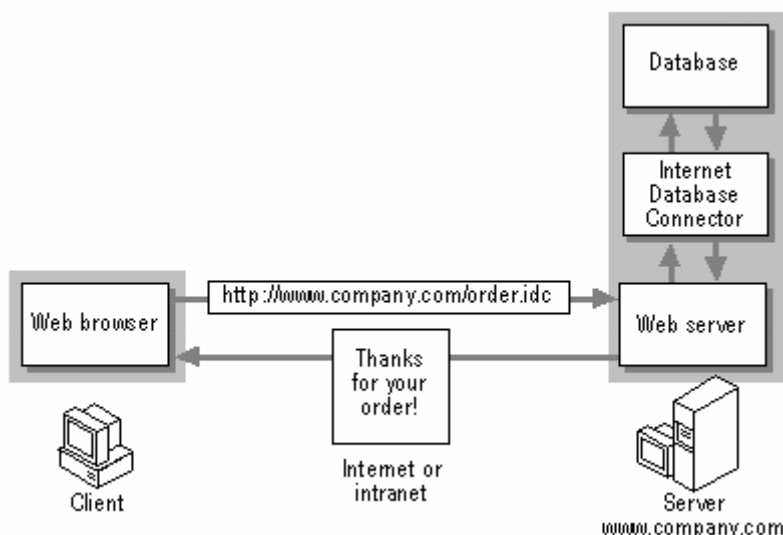 Database
Internet
Database
Connector
http://www.company.com/order.idc
Web browser
Web server
Thanks
for your
order!
Internet or
intranet
Client
Server
www.company.com